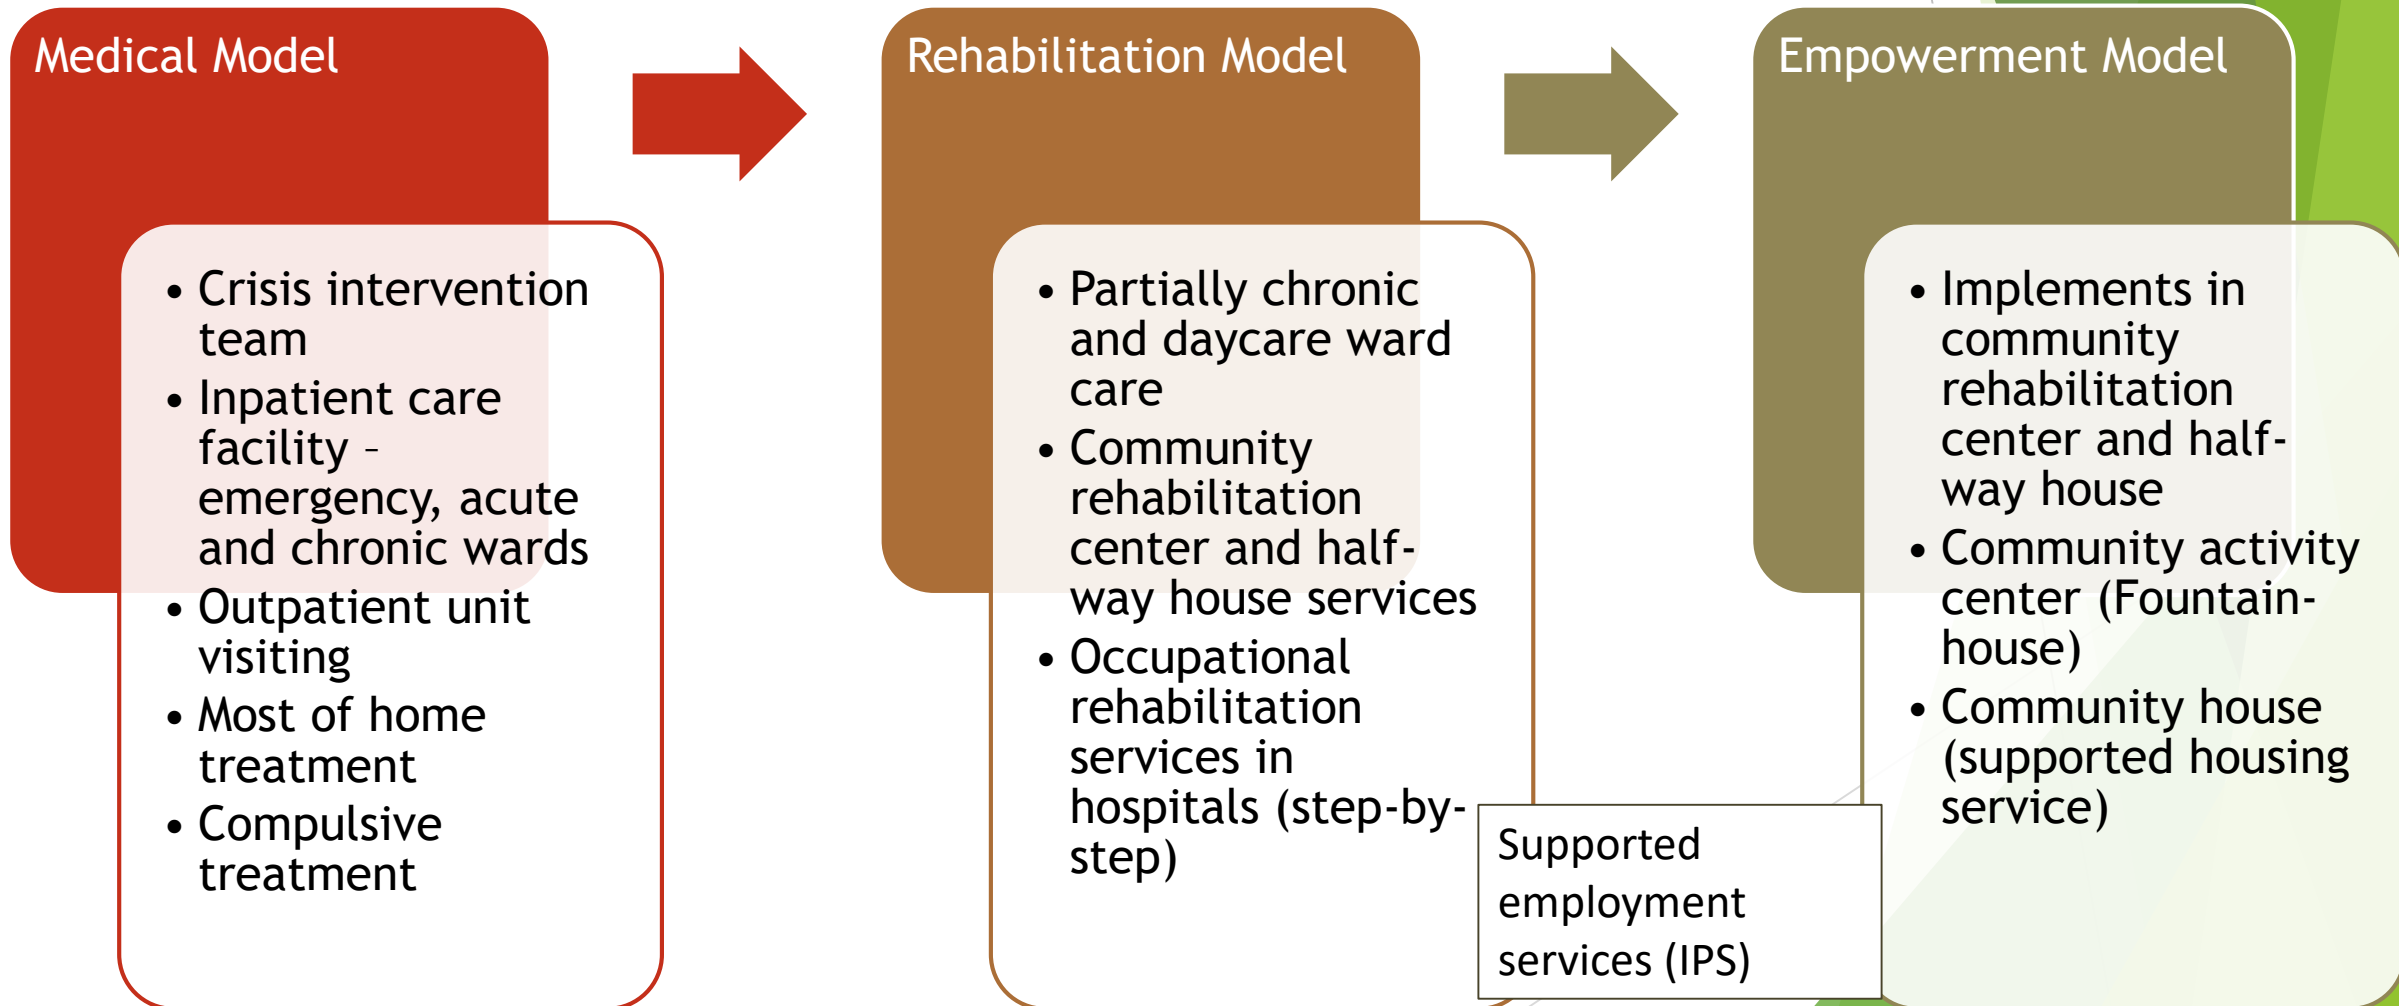 Medical Model
• Crisis intervention
team
• Inpatient care
facility –
emergency, acute
and chronic wards
• Outpatient unit
visiting
• Most of home
treatment
• Compulsive
treatment
Rehabilitation Model
• Partially chronic
and daycare ward
care
• Community
rehabilitation
center and half-
way house services
• Occupational
rehabilitation
services in
hospitals (step-by-
step)
Supported
employment
services (IPS)
Empowerment Model
• Implements in
community
rehabilitation
center and half-
way house
• Community activity
center (Fountain-
house)
• Community house
(supported housing
service)